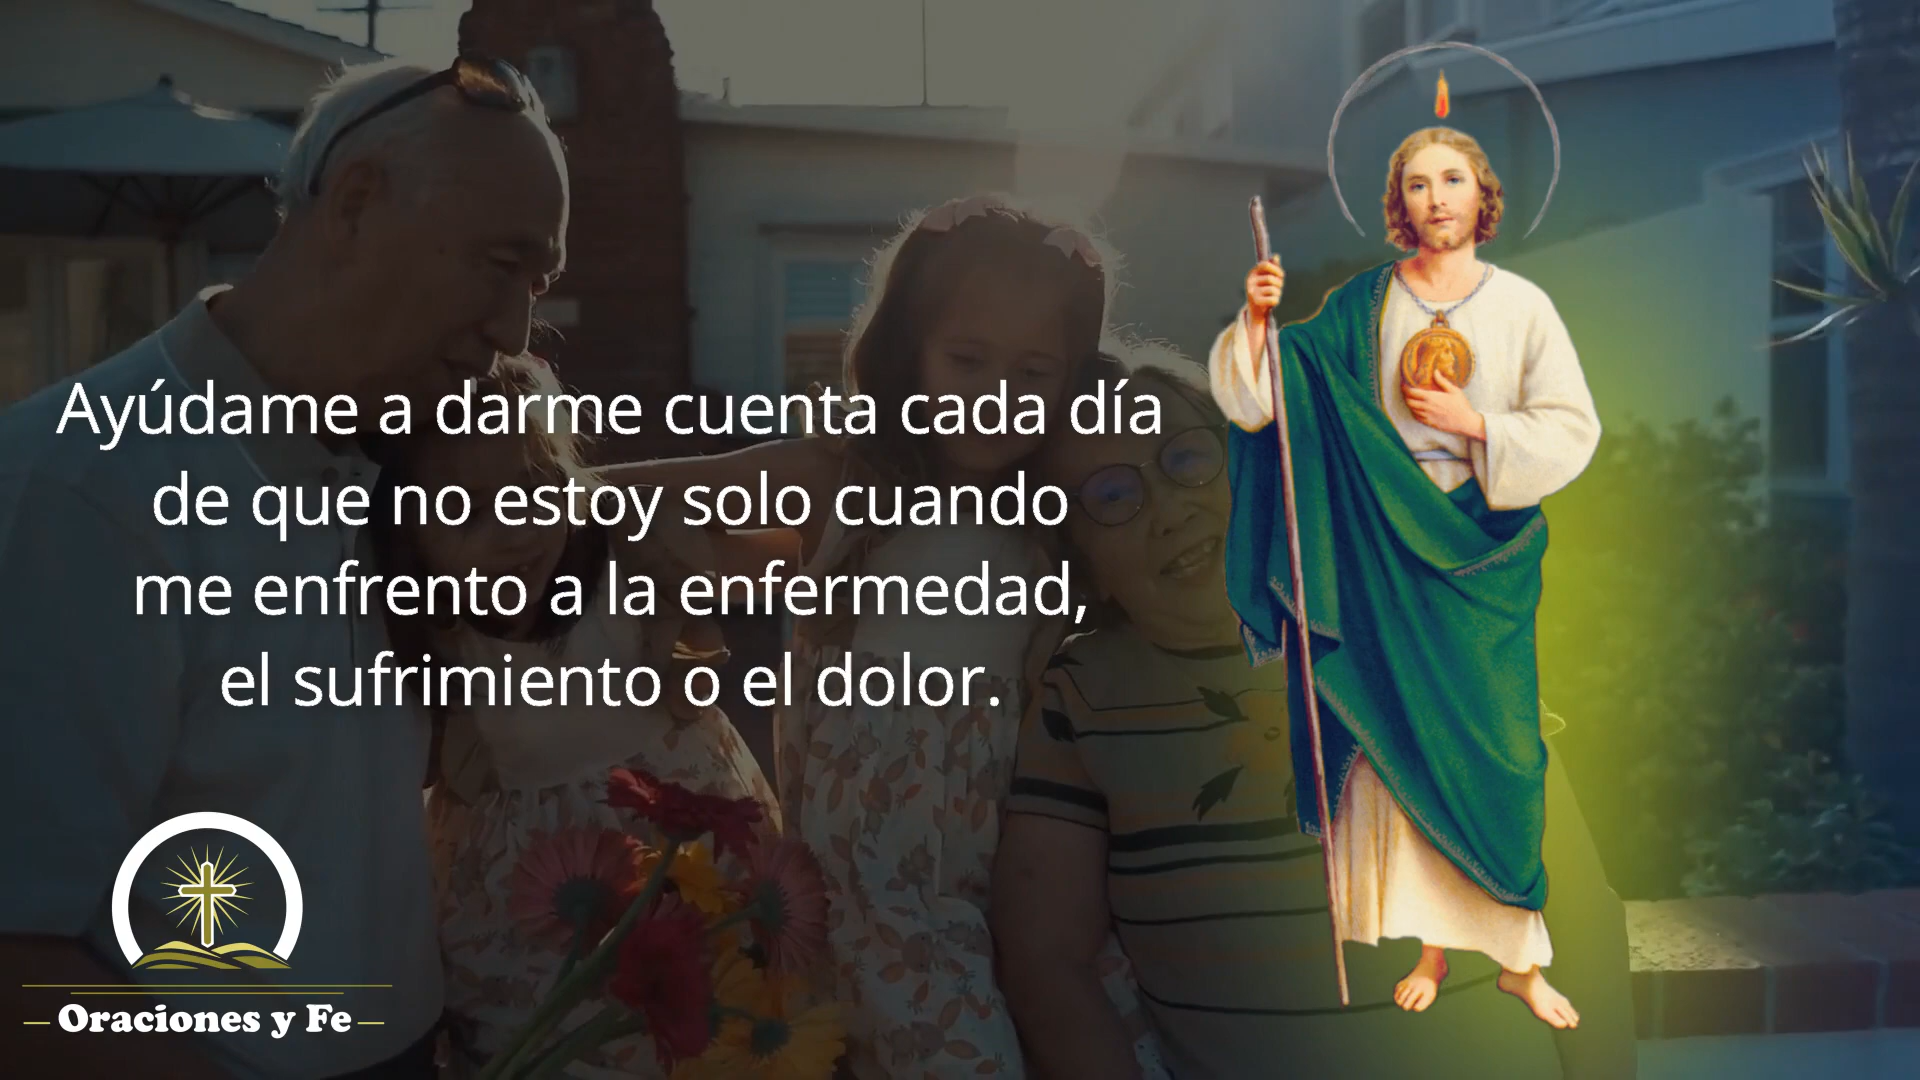 Ayúdame a darme cuenta cada día
de que no estoy solo cuando
me enfrento a la enfermedad,
el sufrimiento o el dolor.
Oraciones y Fe